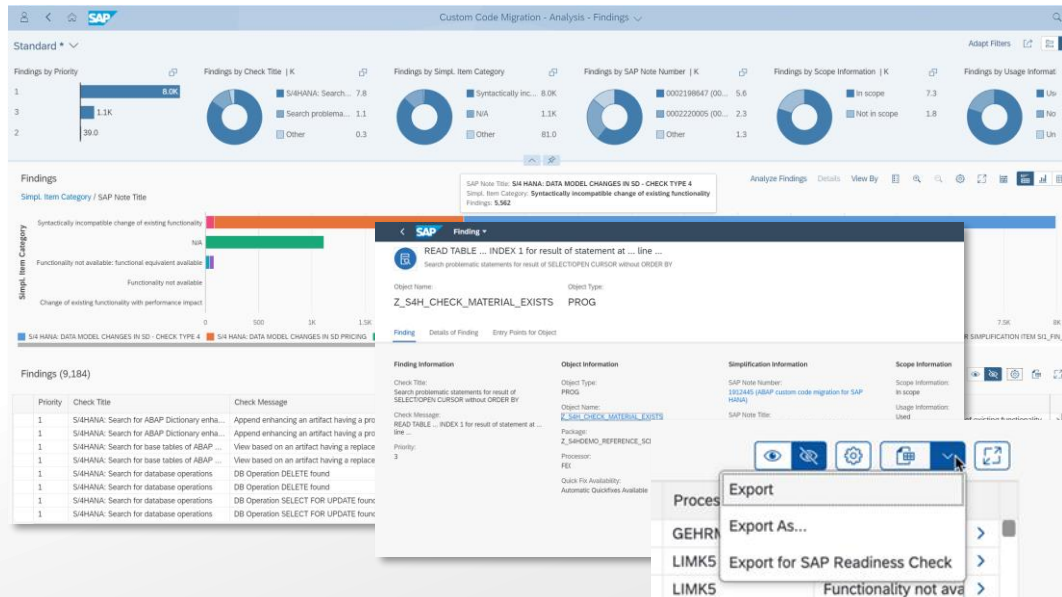 SAP
Custom Code Migration - Analysis - Findings
Standard *
Adapt Filters
Findings by Priority
1 8.0K
3 1.1K
2 39.0
Findings by Check Title | K
S/4HANA: Search... 7.8
Search problema... 1.1
Other 0.3
Findings by Simpl. Item Category
Syntactically inc... 8.0K
N/A 1.1K
Other 81.0
Findings by SAP Note Number | K
0002198647 (00... 5.6
0002220005 (00... 2.3
Other 1.3
Findings by Scope Information | K
In scope 7.3
Not in scope 1.8
Findings by Usage Informat
Us
No
Un
Findings
Simpl. Item Category / SAP Note Title
SAP Note Title: S/4 HANA: DATA MODEL CHANGES IN SD - CHECK TYPE 4
Simpl. Item Category: Syntactically incompatible change of existing functionality
Findings: 5,562
Analyze Findings Details View By
Simpl. Item Category
Syntactically incompatible change of existing functionality
N/A
Functionality not available: functional equivalent available
Functionality not available
Change of existing functionality with performance impact
0 500 1K 1.5K
7.5K 8K
S/4 HANA: DATA MODEL CHANGES IN SD - CHECK TYPE 4 S/4 HANA: DATA MODEL CHANGES IN SD PRICING
R SIMPLIFICATION ITEM SI1_FIN_
Findings (9,184)
Priority Check Title Check Message
1 S/4HANA: Search for ABAP Dictionary enha... Append enhancing an artifact having a pro
1 S/4HANA: Search for ABAP Dictionary enha... Append enhancing an artifact having a pro
1 S/4HANA: Search for base tables of ABAP ... View based on an artifact having a replace
1 S/4HANA: Search for base tables of ABAP ... View based on an artifact having a replace
1 S/4HANA: Search for database operations DB Operation DELETE found
1 S/4HANA: Search for database operations DB Operation DELETE found
1 S/4HANA: Search for database operations DB Operation SELECT FOR UPDATE found
1 S/4HANA: Search for database operations DB Operation SELECT FOR UPDATE found
SAP Finding
READ TABLE ... INDEX 1 for result of statement at ... line ...
Search problematic statements for result of SELECT/OPEN CURSOR without ORDER BY
Object Name: Object Type:
Z_S4H_CHECK_MATERIAL_EXISTS PROG
Finding Details of Finding Entry Points for Object
Finding Information
Check Title:
Search problematic statements for result of
SELECT/OPEN CURSOR without ORDER BY
Check Message:
READ TABLE ... INDEX 1 for result of statement at ...
line ...
Priority:
3
Object Information
Object Type:
PROG
Object Name:
Z_S4H_CHECK_MATERIAL_EXISTS
Package:
Z_S4HDEMO_REFERENCE_SC
Processor:
Quick Fix Availability:
Automatic Quickfixes Available
Simplification Information
SAP Note Number:
1912445 (ABAP custom code migration for SAP
HANA)
SAP Note Title:
Scope Information
Scope Information:
In scope
Usage Information:
Used
of existing functionality
Proces
GEHRM
LIMK5
LIMK5 Functionality not ava
Export
Export As...
Export for SAP Readiness Check